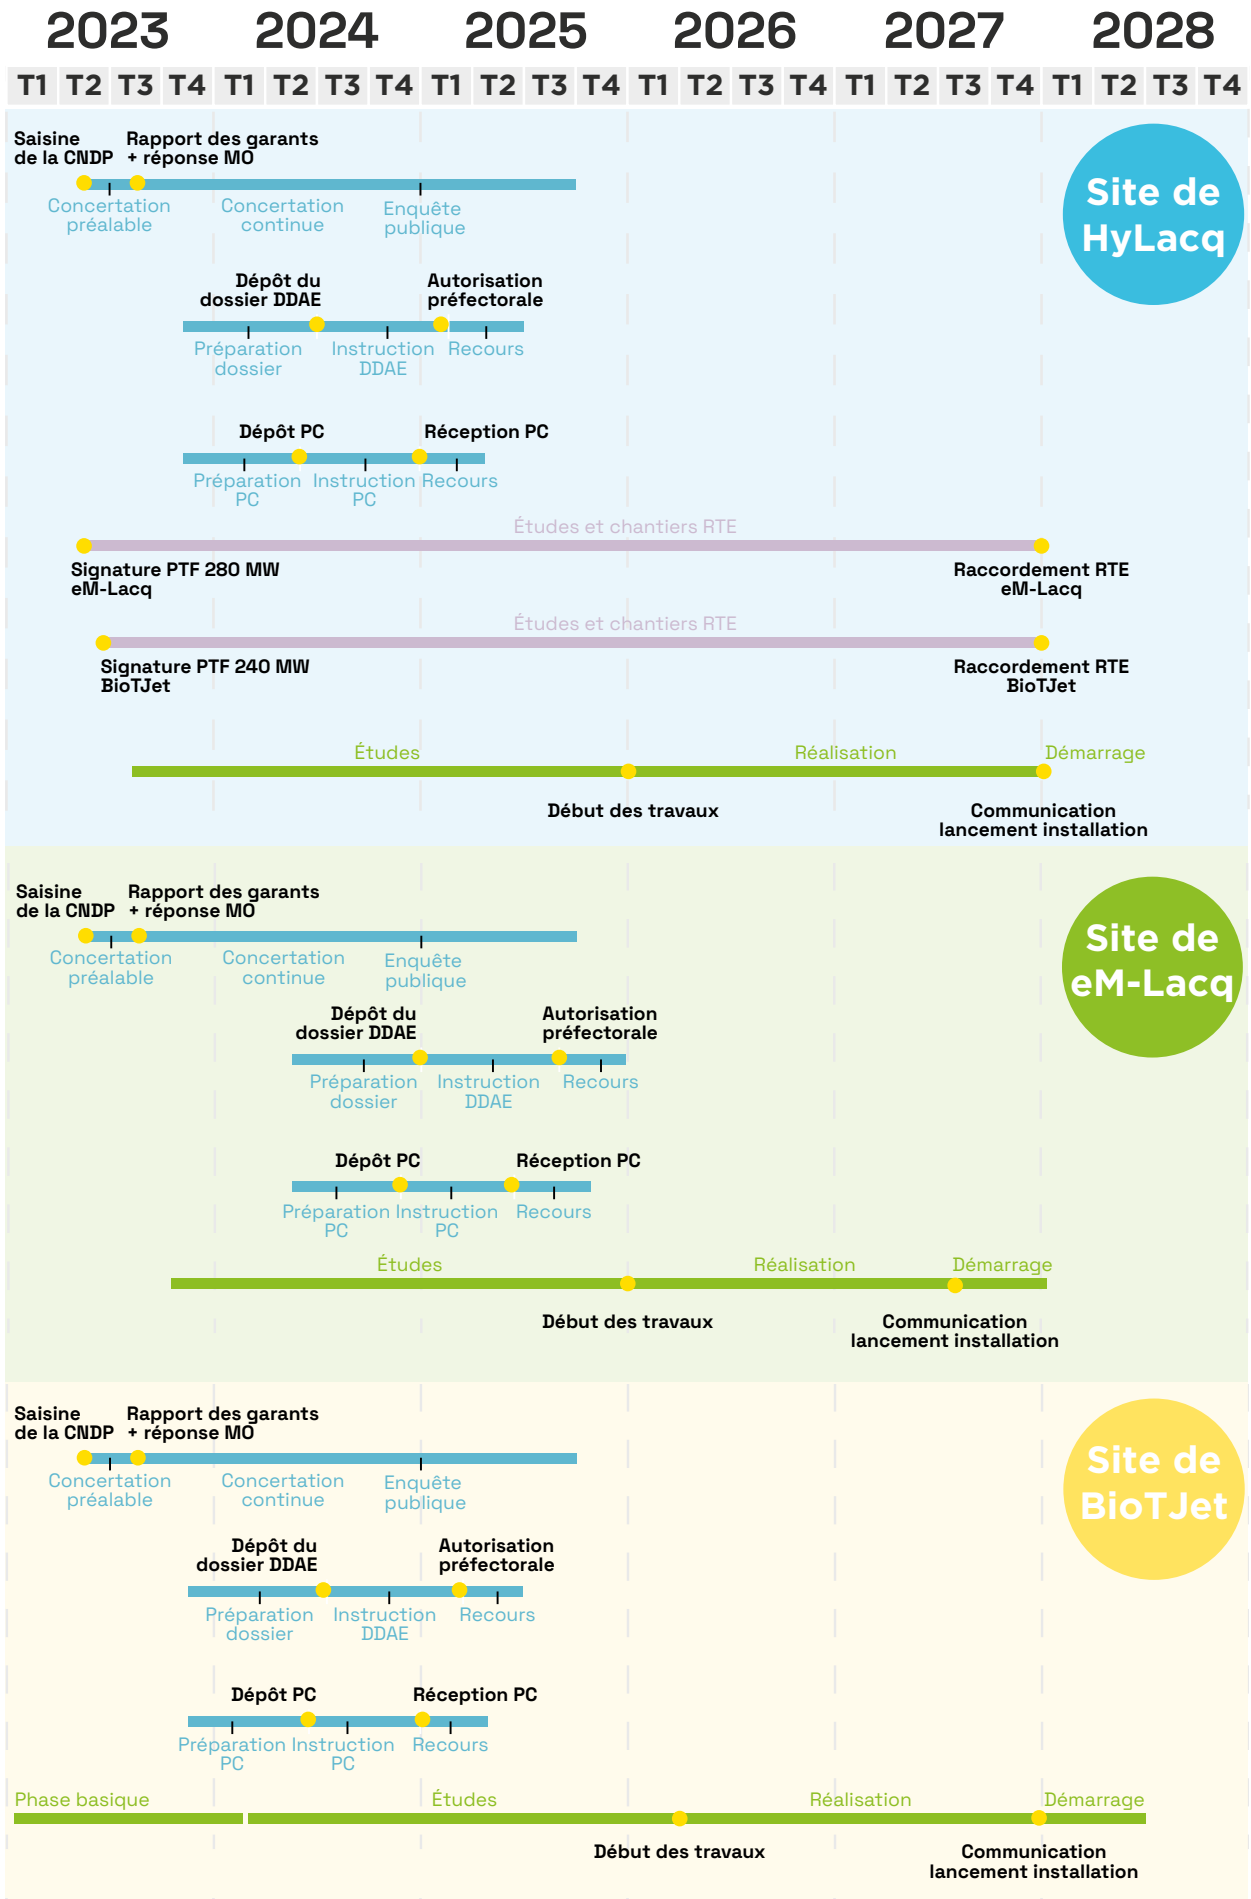 2023 2024 2025 2026 2027 2028
T1 T2 T3 T4 T1 T2 T3 T4 T1 T2 T3 T4 T1 T2 T3 T4 T1 T2 T3 T4 T1 T2 T3 T4
Site de
HyLacq
Saisine
de la CNDP
Rapport des garants
+ réponse MO
Concertation
préalable
Concertation
continue
Enquête
publique
Dépôt du
dossier DDAE
Autorisation
préfectorale
Préparation
dossier
Instruction
DDAE
Recours
Dépôt PC
Réception PC
Préparation
PC
Instruction
PC
Recours
Études et chantiers RTE
Signature PTF 280 MW
eM-Lacq
Raccordement RTE
eM-Lacq
Études et chantiers RTE
Signature PTF 240 MW
BioTJet
Raccordement RTE
BioTJet
Études
Réalisation
Démarrage
Début des travaux
Communication
lancement installation
Site de
eM-Lacq
Saisine
de la CNDP
Rapport des garants
+ réponse MO
Concertation
préalable
Concertation
continue
Enquête
publique
Dépôt du
dossier DDAE
Autorisation
préfectorale
Préparation
dossier
Instruction
DDAE
Recours
Dépôt PC
Réception PC
Préparation
PC
Instruction
PC
Recours
Études
Réalisation
Démarrage
Début des travaux
Communication
lancement installation
Site de
BioTJet
Saisine
de la CNDP
Rapport des garants
+ réponse MO
Concertation
préalable
Concertation
continue
Enquête
publique
Dépôt du
dossier DDAE
Autorisation
préfectorale
Préparation
dossier
Instruction
DDAE
Recours
Dépôt PC
Réception PC
Préparation
PC
Instruction
PC
Recours
Phase basique
Études
Réalisation
Démarrage
Début des travaux
Communication
lancement installation